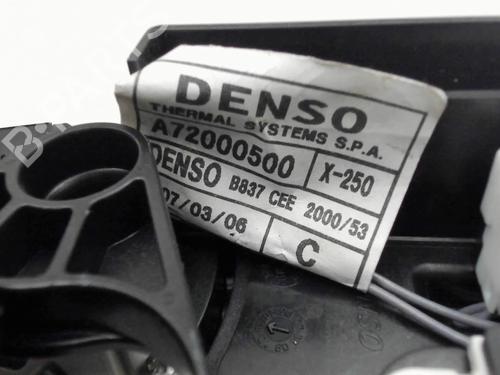 DENSO
THERMAL SYSTEMS S.P.A.
A72000500 X-250
DENSO B837 CEE 2000/53
07/03/06 C